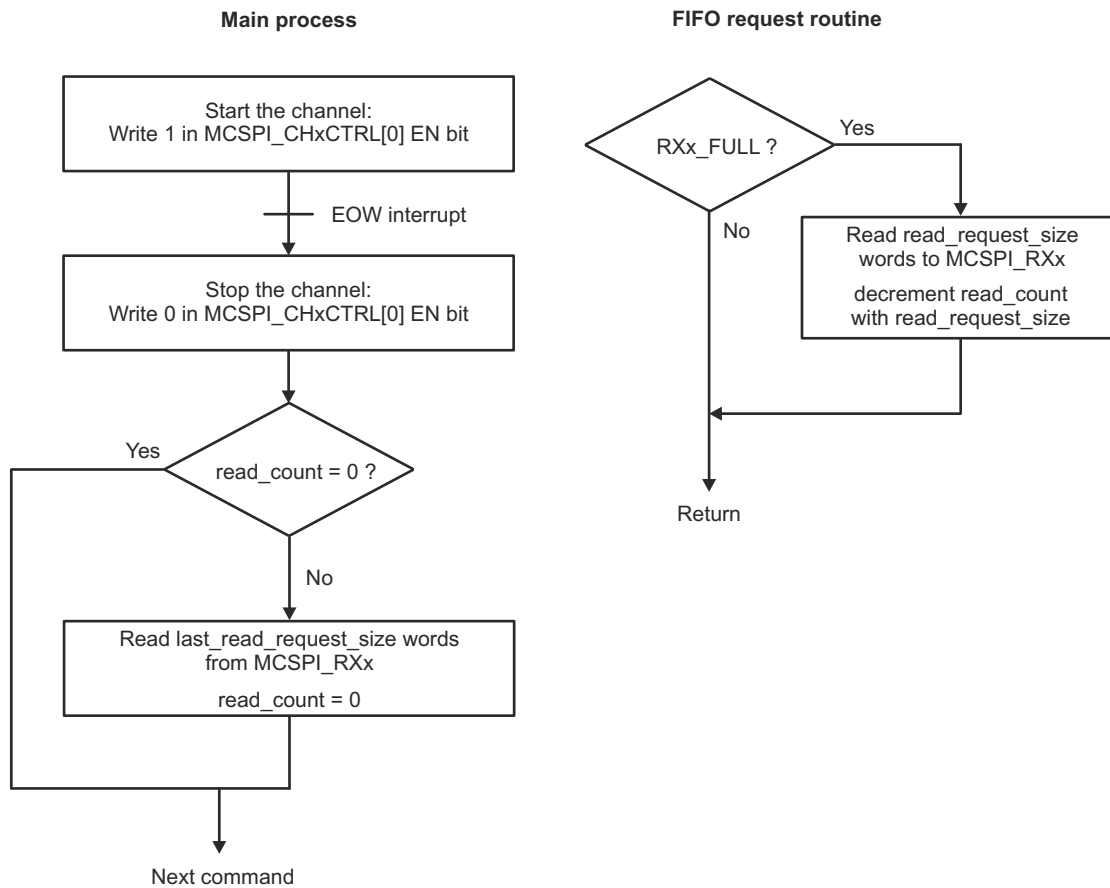 Main process
Start the channel:
Write 1 in MCSPI_CHxCTRL[0] EN bit
EOW interrupt
Stop the channel:
Write 0 in MCSPI_CHxCTRL[0] EN bit
Yes
read_count = 0 ?
No
Read last_read_request_size words
from MCSPI_RXx
read_count = 0
Next command
FIFO request routine
RXx_FULL ?
Yes
No
Read read_request_size
words to MCSPI_RXx
decrement read_count
with read_request_size
Return